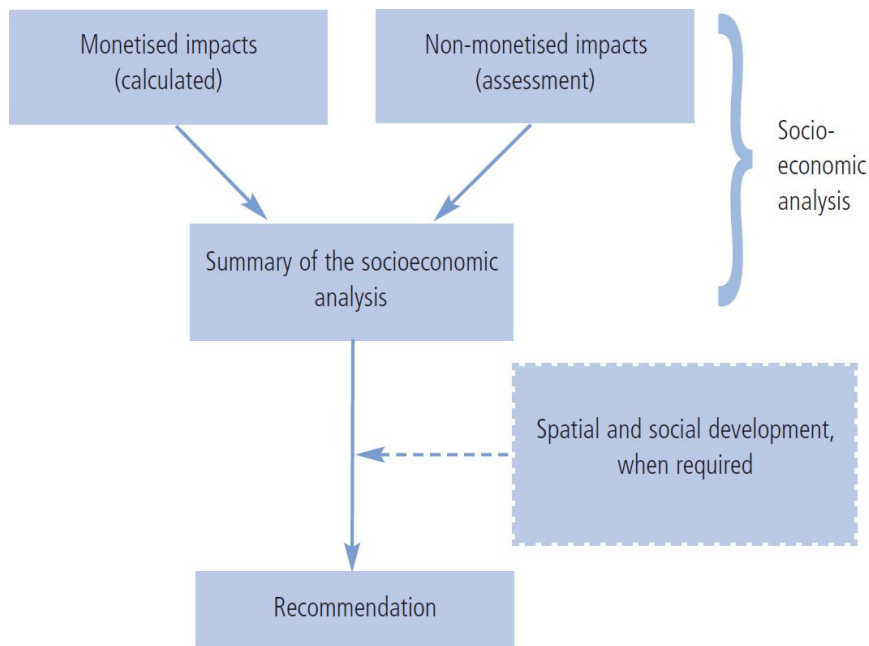 Monetised impacts
(calculated)
Non-monetised impacts
(assessment)
Socio-
economic
analysis
Summary of the socioeconomic
analysis
Spatial and social development,
when required
Recommendation